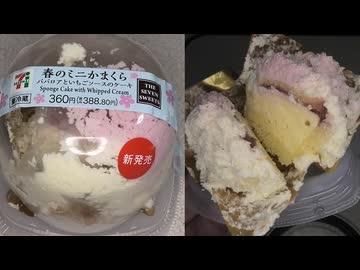 春のミニかまくら
ババロアといちごソースのケーキ
Sponge Cake with Whipped Cream
要冷蔵
360円(税込388.80円)
THE
SEVEN
SWEETS
新発売